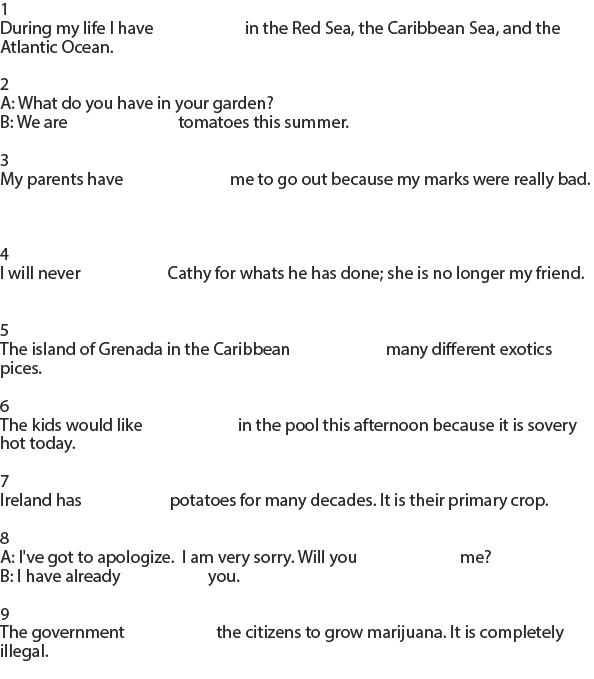 1
During my life I have in the Red Sea, the Caribbean Sea, and the
Atlantic Ocean.
2
A: What do you have in your garden?
B: We are tomatoes this summer.
3
My parents have me to go out because my marks were really bad.
4
I will never Cathy for whats he has done; she is no longer my friend.
5
The island of Grenada in the Caribbean many different exotics
pices.
6
The kids would like in the pool this afternoon because it is sovery
hot today.
7
Ireland has potatoes for many decades. It is their primary crop.
8
A: I've got to apologize. I am very sorry. Will you me?
B: I have already you.
9
The government the citizens to grow marijuana. It is completely
illegal.